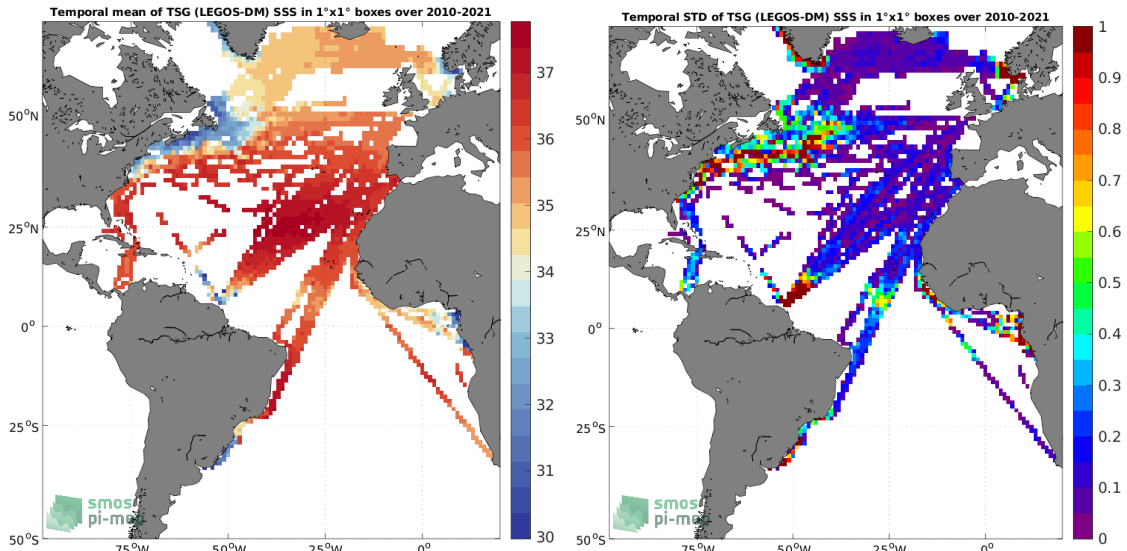 Temporal mean of TSG (LEGOS-DM) SSS in 1°x1° boxes over 2010-2021
50°N
25°N
0°
25°S
50°S
75°W
50°W
25°W
0°
37
36
35
34
33
32
31
30
smos
pi-mep
Temporal STD of TSG (LEGOS-DM) SSS in 1°x1° boxes over 2010-2021
50°N
25°N
0°
25°S
50°S
75°W
50°W
25°W
0°
1
0.9
0.8
0.7
0.6
0.5
0.4
0.3
0.2
0.1
0
smos
pi-mep